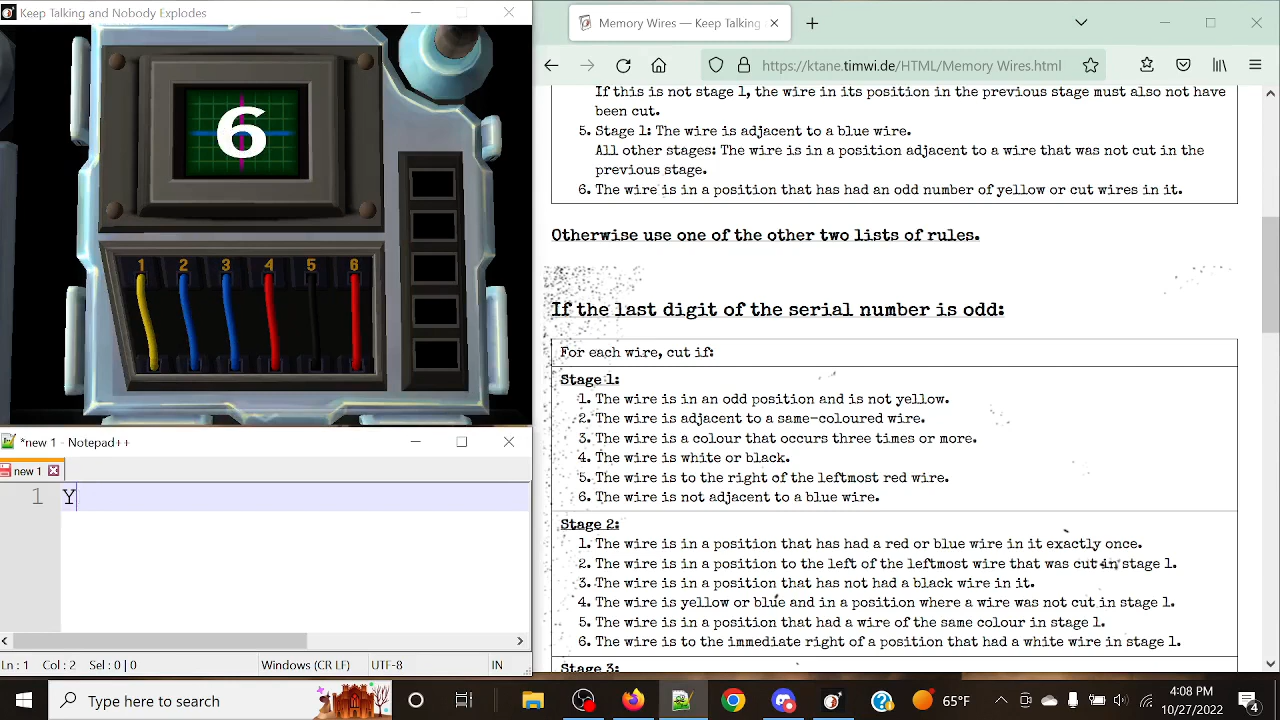 Keep Talking and Nobody Explodes
6
1 2 3 4 5 6
*new 1 - Notepad++
new 1
1 Y
Ln : 1 Col : 2 Sel : 0 | 0 Windows (CR LF) UTF-8 IN
Memory Wires — Keep Talking
https://ktane.timwi.de/HTML/Memory Wires.html
If this is not stage 1, the wire in its position in the previous stage must also not have
been cut.
5. Stage 1: The wire is adjacent to a blue wire.
All other stages: The wire is in a position adjacent to a wire that was not cut in the
previous stage.
6. The wire is in a position that has had an odd number of yellow or cut wires in it.
Otherwise use one of the other two lists of rules.
If the last digit of the serial number is odd:
For each wire, cut if:
Stage 1:
1. The wire is in an odd position and is not yellow.
2. The wire is adjacent to a same-coloured wire.
3. The wire is a colour that occurs three times or more.
4. The wire is white or black.
5. The wire is to the right of the leftmost red wire.
6. The wire is not adjacent to a blue wire.
Stage 2:
1. The wire is in a position that has had a red or blue wire in it exactly once.
2. The wire is in a position to the left of the leftmost wire that was cut in stage 1.
3. The wire is in a position that has not had a black wire in it.
4. The wire is yellow or blue and in a position where a wire was not cut in stage 1.
5. The wire is in a position that had a wire of the same colour in stage 1.
6. The wire is to the immediate right of a position that had a white wire in stage 1.
Stage 3:
Type here to search
65°F
4:08 PM
10/27/2022
4